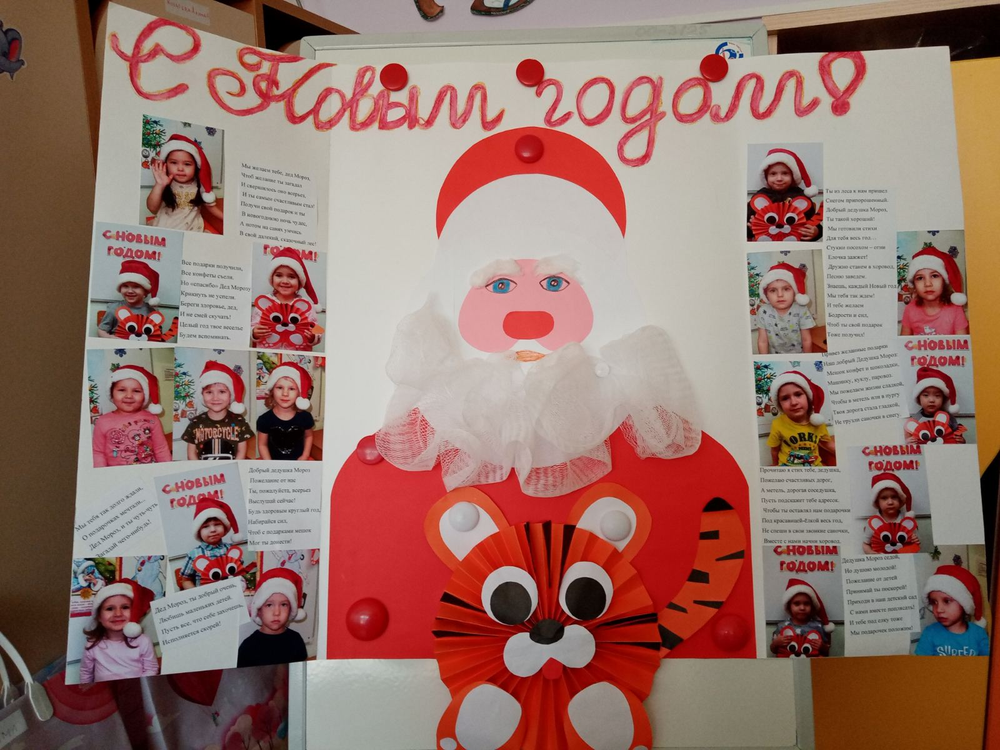 С Новым годом!
Мы желаем тебе, дед Мороз,
Чтоб желание ты загадал
И свершилось оно всерьез,
И ты самым счастливым стал!
Получи свой подарок и ты
В новогоднюю ночь чудес,
А потом на санях умчись
В свой далекий, сказочный лес!
С НОВЫМ
ГОДОМ!
Все подарки получили,
Все конфеты съели.
Но «спасибо» Дед Морозу
Крикнуть не успели.
Береги здоровье, дед,
И не смей скучать!
Целый год твое веселье
Будем вспоминать.
ГОДОМ!
MOTORCYCLE
Мы тебя так долго ждали,
О подарочках мечтали...
Дед Мороз, и ты чуть-чуть
Загадай чего-нибудь!
С НОВЫМ
ГОДОМ!
Добрый дедушка Мороз
Пожелание от нас
Ты, пожалуйста, всерьез
Выслушай сейчас!
Будь здоровым круглый год,
Набирайся сил,
Чтоб с подарками мешок
Мог ты донести!
Дед Мороз, ты добрый очень,
Любишь маленьких детей.
Пусть все, что себе захочешь,
Исполняется скорей!
Ты из леса к нам пришел
Снегом припорошенный.
Добрый дедушка Мороз,
Ты такой хороший!
Мы готовили стихи
Для тебя весь год…
Стукни посохом – огни
Елочка зажжет!
Дружно станем в хоровод,
Песню заведем.
Знаешь, каждый Новый год
Мы тебя так ждем!
И тебе желаем
Бодрости и сил,
Чтоб ты свой подарок
Тоже получил!
Привез желанные подарки
Наш добрый Дедушка Мороз:
Мешок конфет и шоколадки,
Машинку, куклу, паровоз.
Мы пожелаем жизни сладкой,
Чтобы в метель или в пургу
Твоя дорога стала гладкой,
Не грузли саночки в снегу.
С НОВЫМ
ГОДОМ!
Прочитаю я стих тебе, дедушка,
Пожелаю счастливых дорог,
А метель, дорогая соседушка,
Пусть подскажет тебе адресок.
Чтобы ты оставлял нам подарочки
Под красавицей-ёлкой весь год,
Не спеши в свои звонкие саночки,
Вместе с нами начни хоровод.
С НОВЫМ
ГОДОМ!
С НОВЫМ
ГОДОМ!
Дедушка Мороз седой,
Но душою молодой!
Пожелание от детей
Принимай ты поскорей!
Приходи в наш детский сад
С нами вместе поплясать!
И тебе под елку тоже
Мы подарочек положим!
SURFER